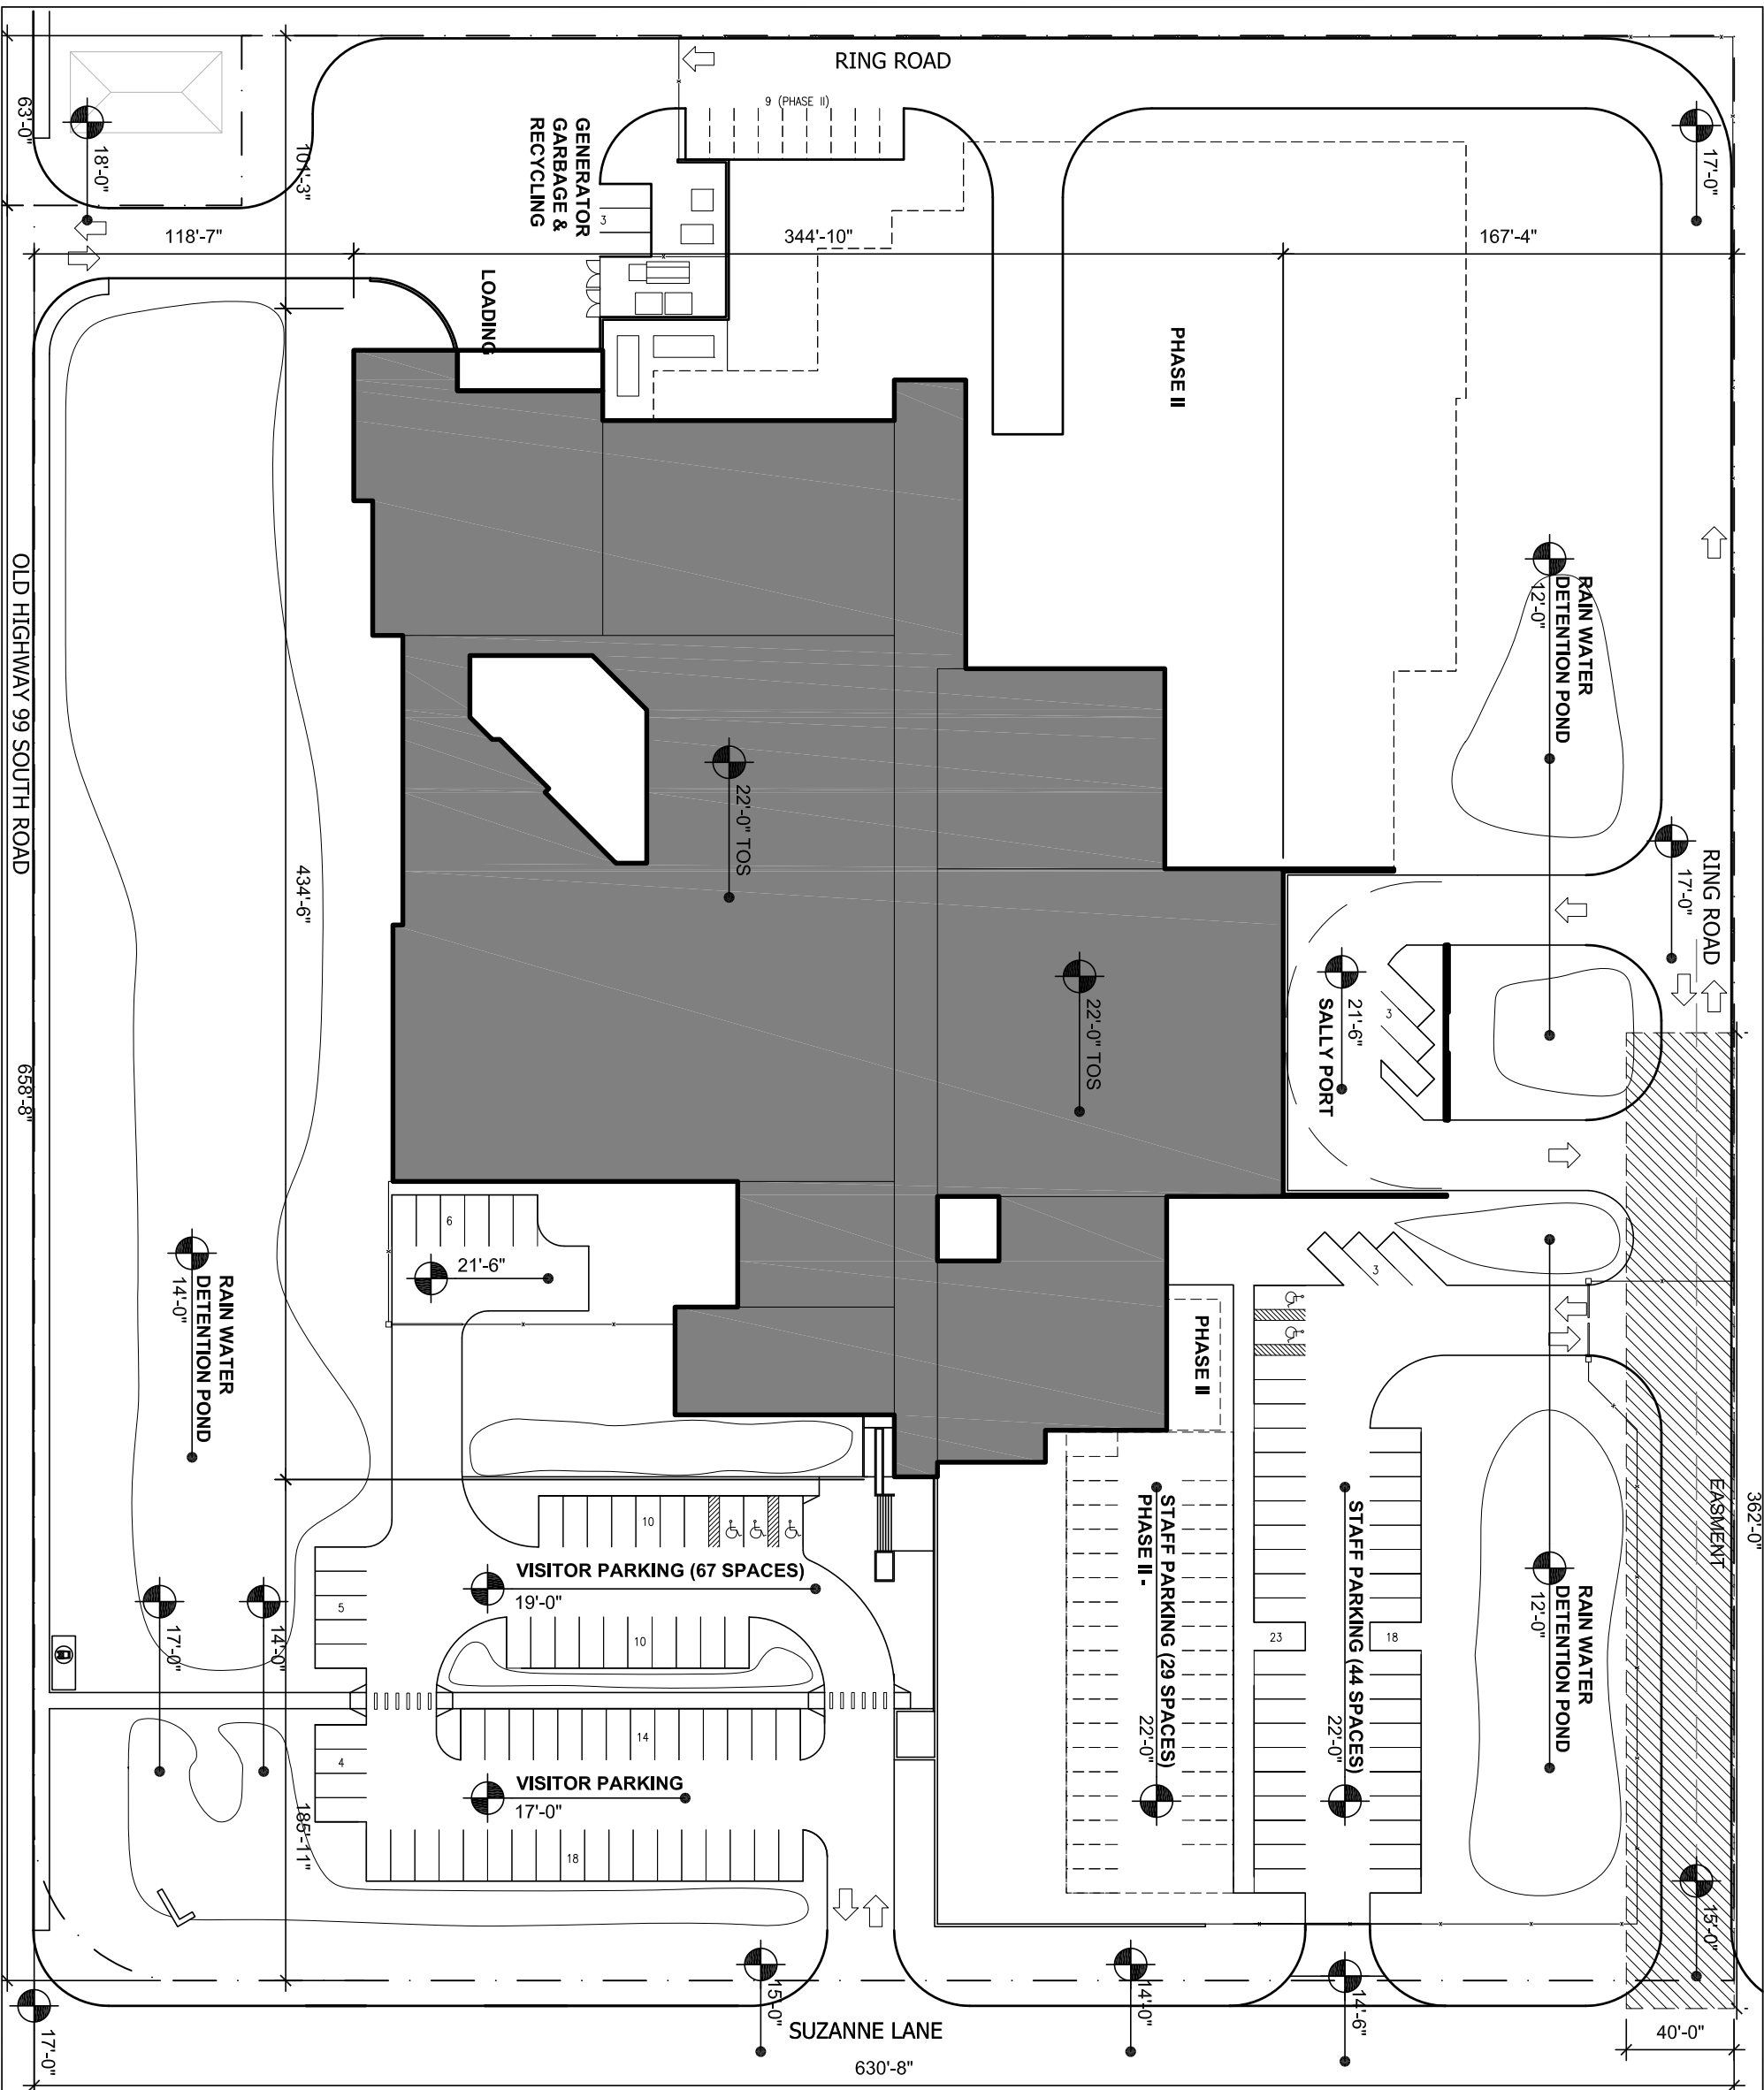 RING ROAD
9 (PHASE II)
17'-0"
18'-0"
63'-0"
101'-3"
GENERATOR
GARBAGE &
RECYCLING
3
118'-7"
344'-10"
167'-4"
LOADING
PHASE II
RAIN WATER
DETENTION POND
12'-0"
OLD HIGHWAY 99 SOUTH ROAD
22'-0" TOS
434'-6"
RING ROAD
17'-0"
22'-0" TOS
21'-6"
SALLY PORT
3
658'-8"
6
21'-6"
3
RAIN WATER
DETENTION POND
14'-0"
PHASE II
362'-0"
EASMENT
10
VISITOR PARKING (67 SPACES)
19'-0"
STAFF PARKING (29 SPACES)
PHASE II -
22'-0"
STAFF PARKING (44 SPACES)
22'-0"
RAIN WATER
DETENTION POND
12'-0"
5
10
23
18
17'-0"
14'-0"
4
14
VISITOR PARKING
17'-0"
185'-11"
18
15'-0"
15'-0"
14'-0"
14'-6"
17'-0"
SUZANNE LANE
40'-0"
630'-8"